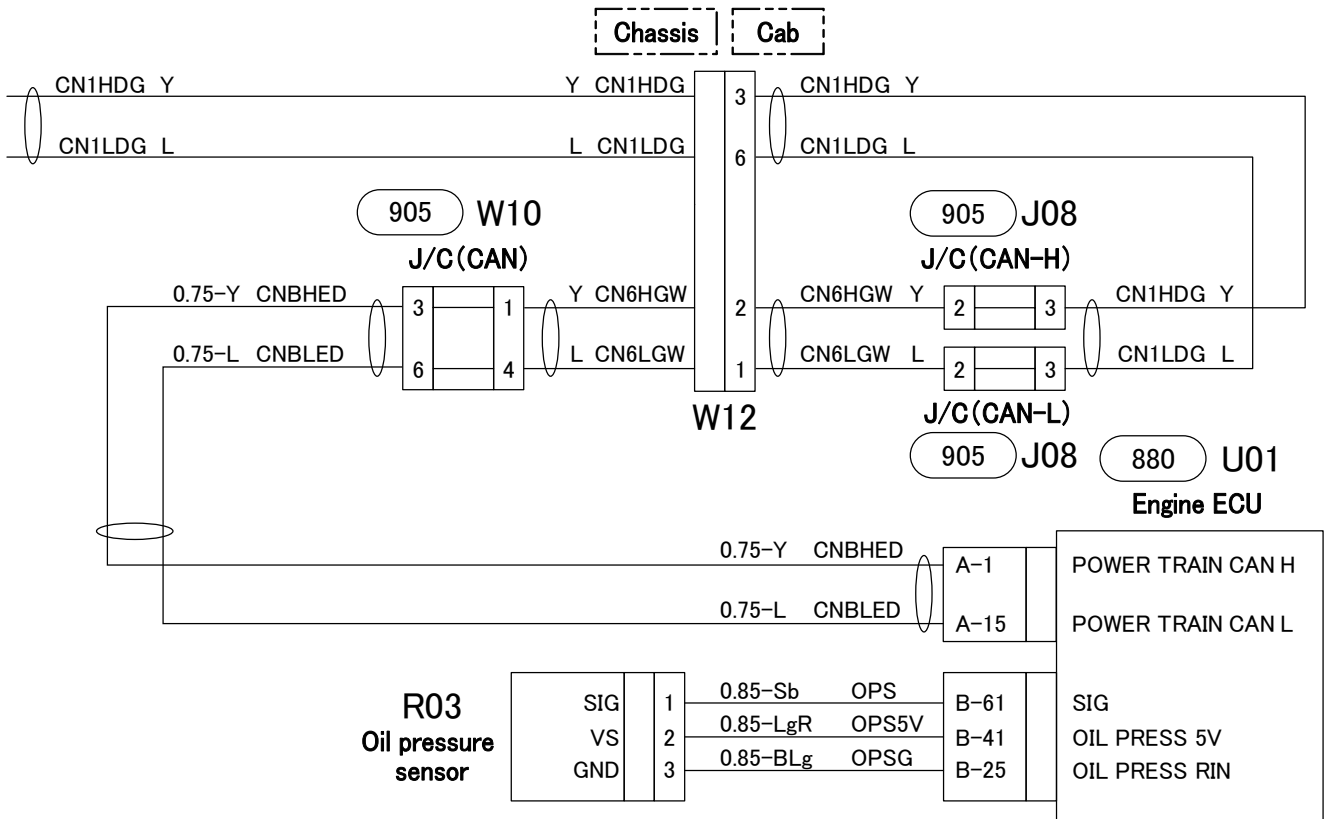 Chassis Cab
CN1HDG Y Y CN1HDG 3 CN1HDG Y
CN1LDG L L CN1LDG 6 CN1LDG L
905 W10 905 J08
J/C(CAN) J/C(CAN-H)
0.75-Y CNBHED 3 1 Y CN6HGW 2 CN6HGW Y 2 3 CN1HDG Y
0.75-L CNBLED 6 4 L CN6LGW 1 CN6LGW L 2 3 CN1LDG L
W12 J/C(CAN-L)
905 J08 880 U01
Engine ECU
0.75-Y CNBHED A-1 POWER TRAIN CAN H
0.75-L CNBLED A-15 POWER TRAIN CAN L
R03 SIG 1 0.85-Sb OPS B-61 SIG
Oil pressure VS 2 0.85-LgR OPS5V B-41 OIL PRESS 5V
sensor GND 3 0.85-BLg OPSG B-25 OIL PRESS RIN